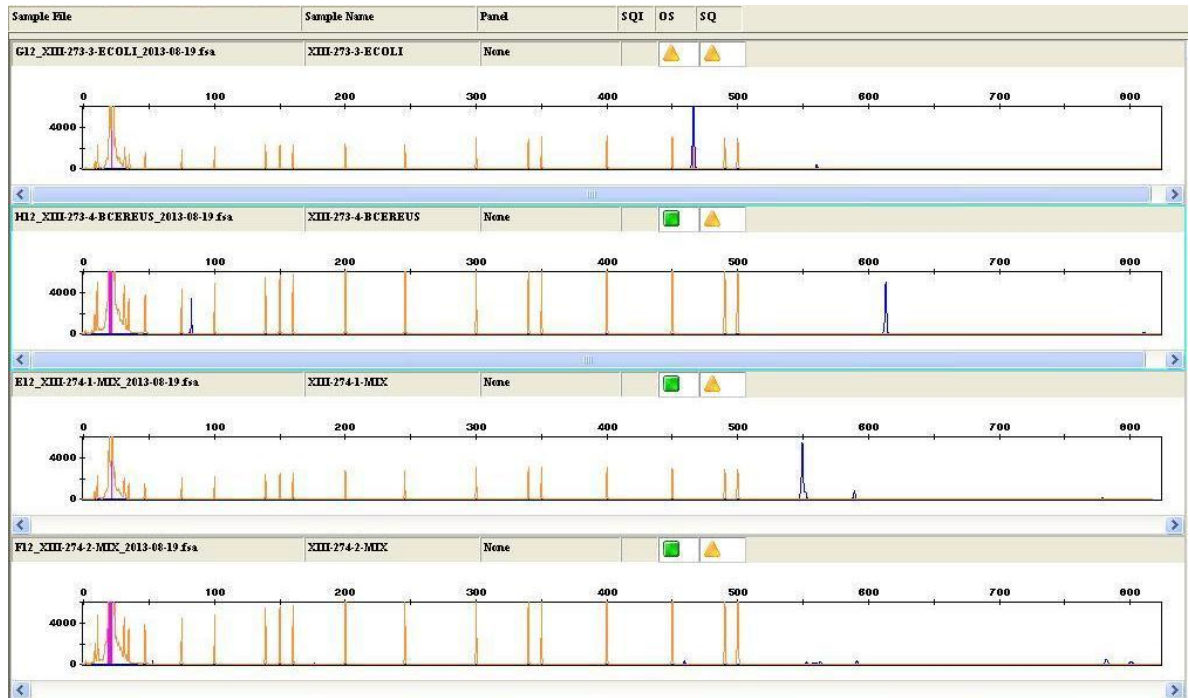 Sample File Sample Name Panel SQI OS SQ
G12_XIII-273-3-ECOLI_2013-08-19.fsa XIII-273-3-ECOLI None
0 100 200 300 400 500 600 700 800
4000
0
H12_XIII-273-4-BCEREUS_2013-08-19.fsa XIII-273-4-BCEREUS None
0 100 200 300 400 500 600 700 800
4000
0
E12_XIII-274-1-MIX_2013-08-19.fsa XIII-274-1-MIX None
0 100 200 300 400 500 600 700 800
4000
0
F12_XIII-274-2-MIX_2013-08-19.fsa XIII-274-2-MIX None
0 100 200 300 400 500 600 700 800
4000
0